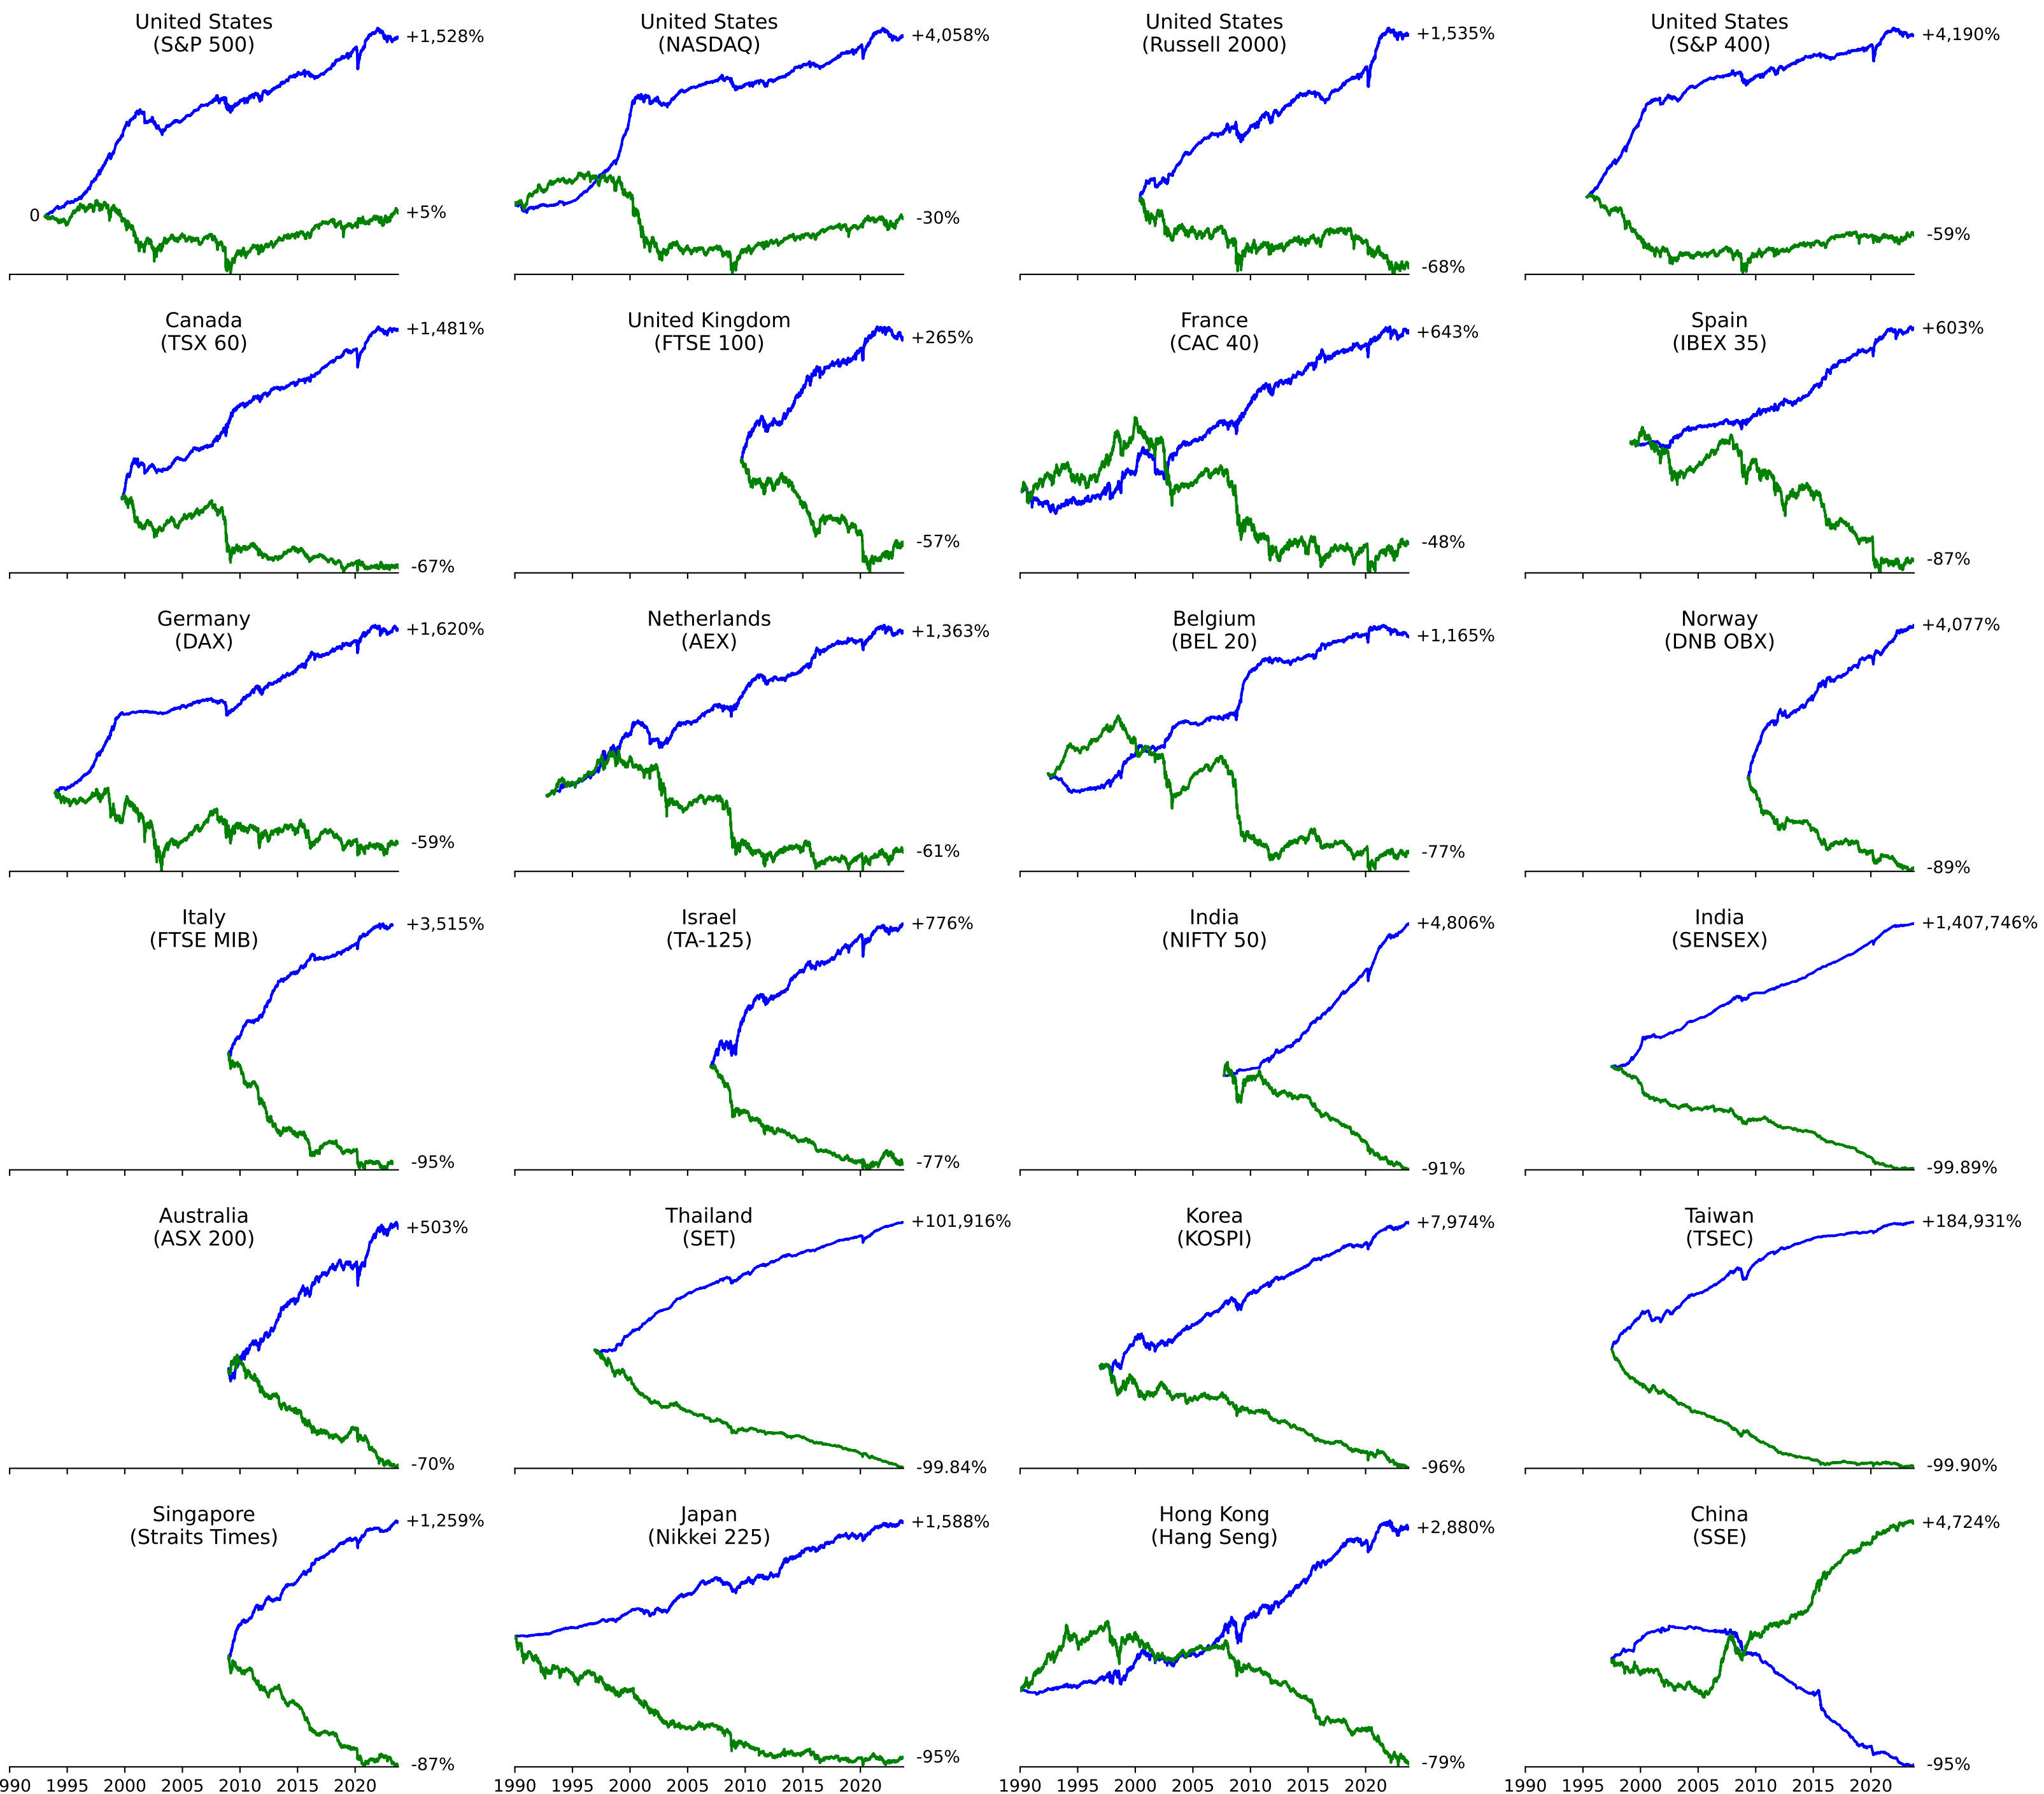 United States
(S&P 500)
+1,528%
0
+5%
United States
(NASDAQ)
+4,058%
-30%
United States
(Russell 2000)
+1,535%
-68%
United States
(S&P 400)
+4,190%
-59%
Canada
(TSX 60)
+1,481%
-67%
United Kingdom
(FTSE 100)
+265%
-57%
France
(CAC 40)
+643%
-48%
Spain
(IBEX 35)
+603%
-87%
Germany
(DAX)
+1,620%
-59%
Netherlands
(AEX)
+1,363%
-61%
Belgium
(BEL 20)
+1,165%
-77%
Norway
(DNB OBX)
+4,077%
-89%
Italy
(FTSE MIB)
+3,515%
-95%
Israel
(TA-125)
+776%
-77%
India
(NIFTY 50)
+4,806%
-91%
India
(SENSEX)
+1,407,746%
-99.89%
Australia
(ASX 200)
+503%
-70%
Thailand
(SET)
+101,916%
-99.84%
Korea
(KOSPI)
+7,974%
-96%
Taiwan
(TSEC)
+184,931%
-99.90%
Singapore
(Straits Times)
+1,259%
-87%
990 1995 2000 2005 2010 2015 2020
Japan
(Nikkei 225)
+1,588%
-95%
1990 1995 2000 2005 2010 2015 2020
Hong Kong
(Hang Seng)
+2,880%
-79%
1990 1995 2000 2005 2010 2015 2020
China
(SSE)
+4,724%
-95%
1990 1995 2000 2005 2010 2015 2020